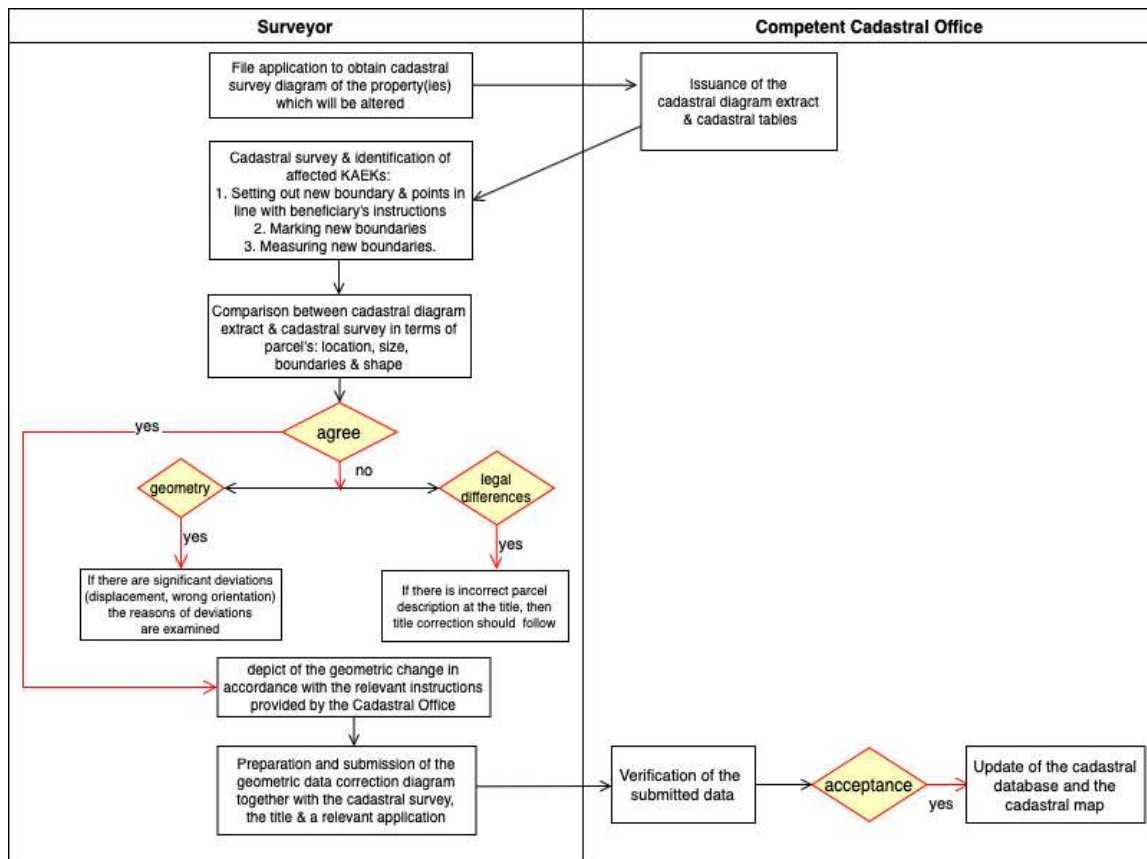 Surveyor
Competent Cadastral Office
File application to obtain cadastral
survey diagram of the property(ies)
which will be altered
Issuance of the
cadastral diagram extract
& cadastral tables
Cadastral survey & identification of
affected KAEKs:
1. Setting out new boundary & points in
line with beneficiary's instructions
2. Marking new boundaries
3. Measuring new boundaries.
Comparison between cadastral diagram
extract & cadastral survey in terms of
parcel's: location, size,
boundaries & shape
agree
yes
no
geometry
legal
differences
yes
yes
If there are significant deviations
(displacement, wrong orientation)
the reasons of deviations
are examined
If there is incorrect parcel
description at the title, then
title correction should follow
depict of the geometric change in
accordance with the relevant instructions
provided by the Cadastral Office
Preparation and submission of the
geometric data correction diagram
together with the cadastral survey,
the title & a relevant application
Verification of the
submitted data
acceptance
yes
Update of the cadastral
database and the
cadastral map